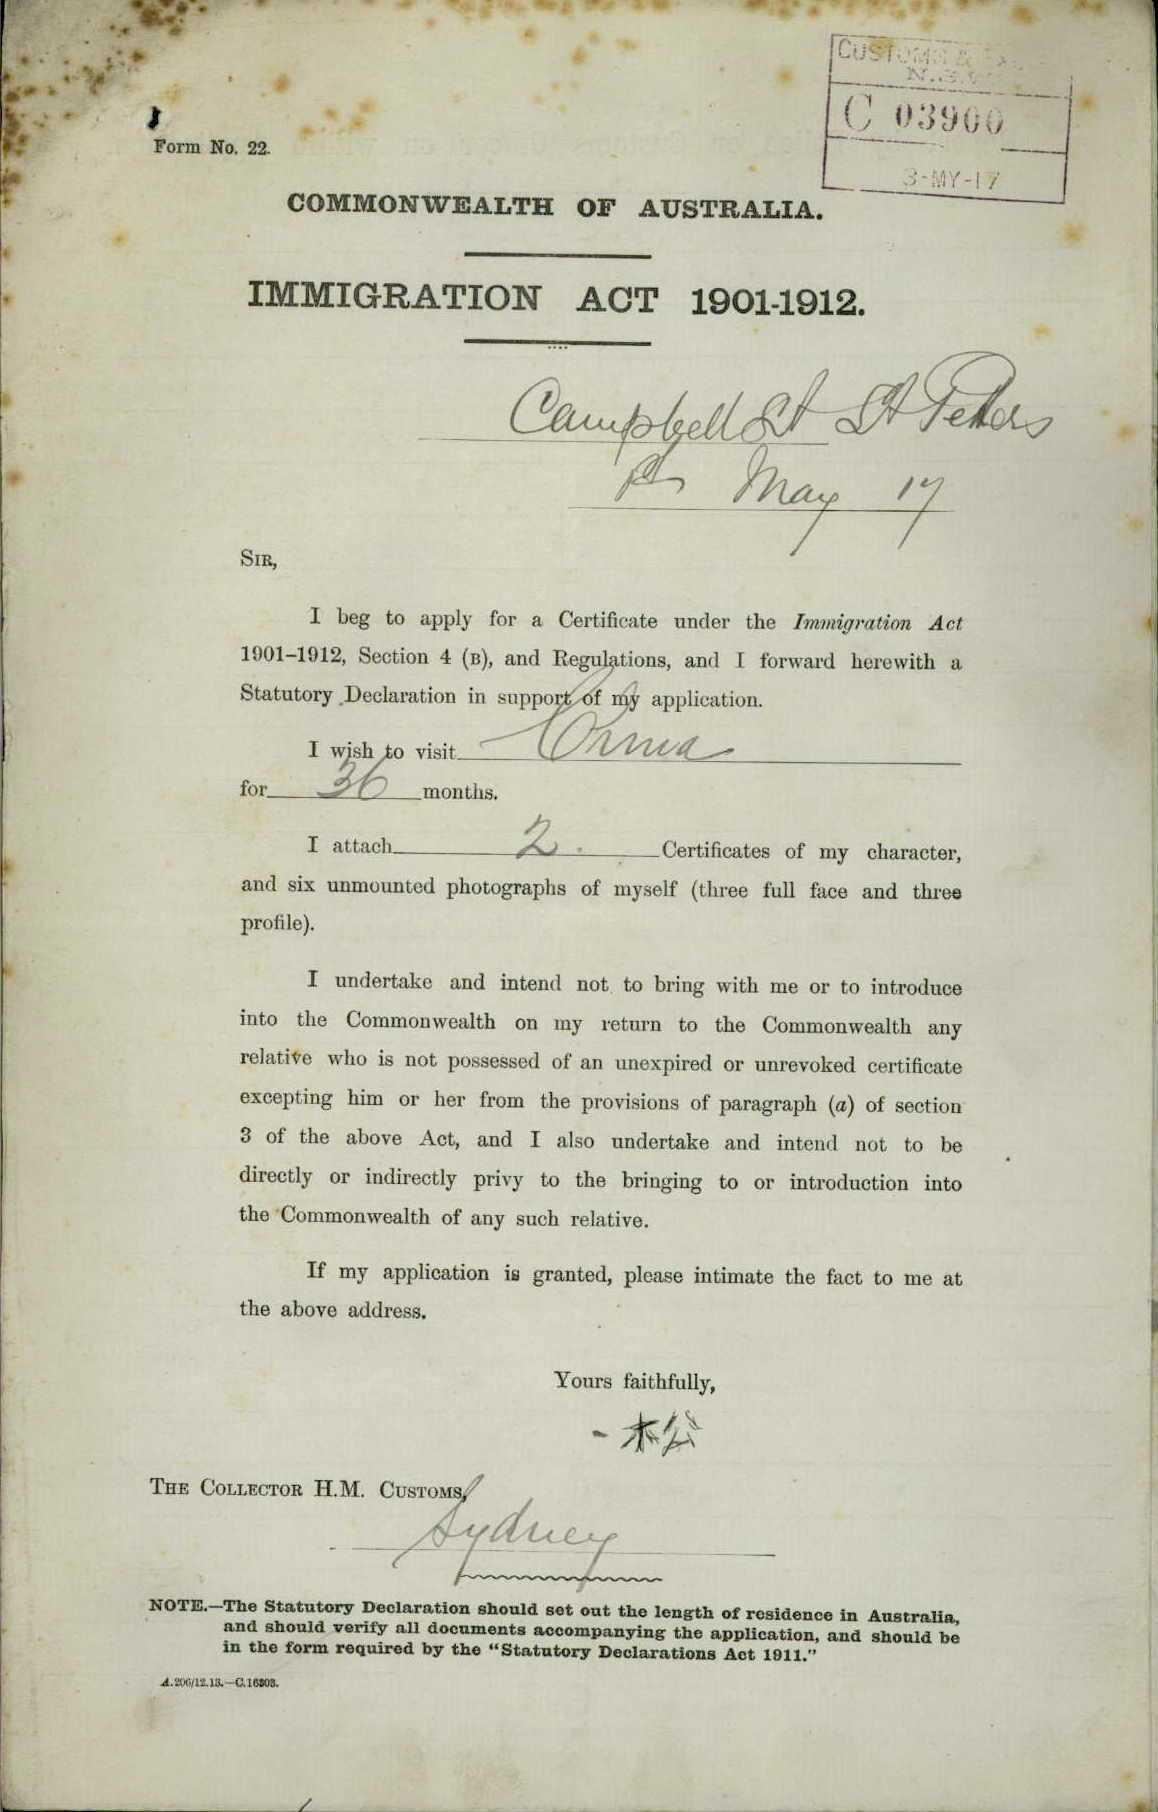 CUSTOMS &
N.S.W.
C 03900
3-MY-17
Form No. 22.
COMMONWEALTH OF AUSTRALIA.
IMMIGRATION ACT 1901-1912.
Campbell St St Peters
May 17
SIR,
I beg to apply for a Certificate under the Immigration Act
1901–1912, Section 4 (B), and Regulations, and I forward herewith a
Statutory Declaration in support of my application.
I wish to visit China
for 36 months.
I attach 2. Certificates of my character,
and six unmounted photographs of myself (three full face and three
profile).
I undertake and intend not to bring with me or to introduce
into the Commonwealth on my return to the Commonwealth any
relative who is not possessed of an unexpired or unrevoked certificate
excepting him or her from the provisions of paragraph (a) of section
3 of the above Act, and I also undertake and intend not to be
directly or indirectly privy to the bringing to or introduction into
the Commonwealth of any such relative.
If my application is granted, please intimate the fact to me at
the above address.
Yours faithfully,
THE COLLECTOR H.M. CUSTOMS,
Sydney
NOTE.—The Statutory Declaration should set out the length of residence in Australia,
and should verify all documents accompanying the application, and should be
in the form required by the “Statutory Declarations Act 1911.”
A.206/12.13.—C.16303.